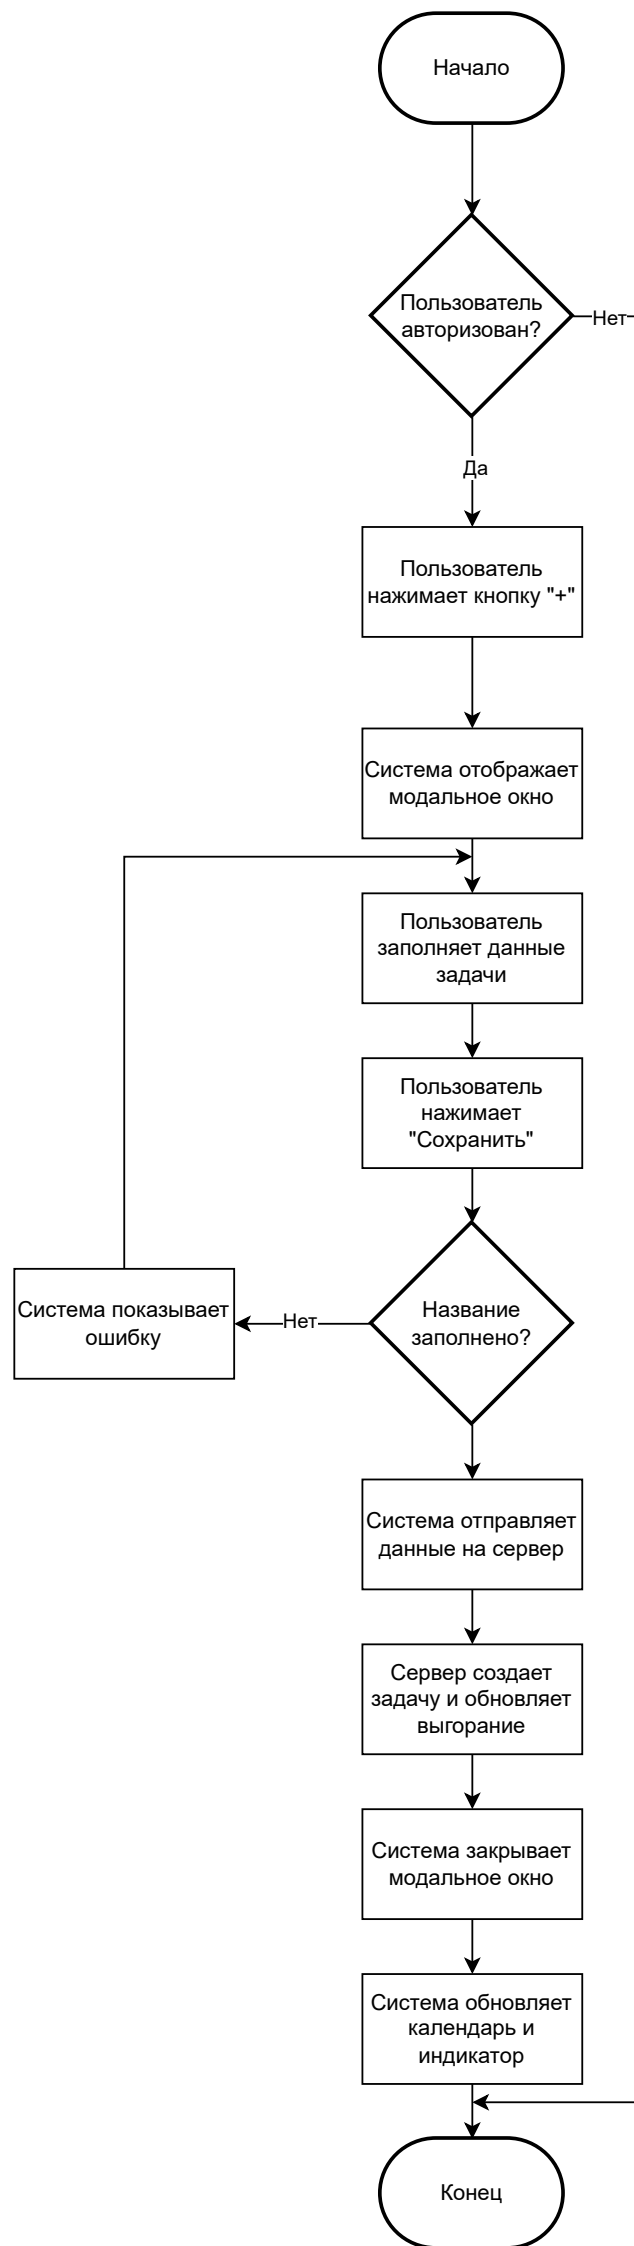 Начало
Пользователь
авторизован?
Нет
Да
Пользователь
нажимает кнопку "+"
Система отображает
модальное окно
Пользователь
заполняет данные
задачи
Пользователь
нажимает
"Сохранить"
Название
заполнено?
Нет
Система показывает
ошибку
Система отправляет
данные на сервер
Сервер создает
задачу и обновляет
выгорание
Система закрывает
модальное окно
Система обновляет
календарь и
индикатор
Конец